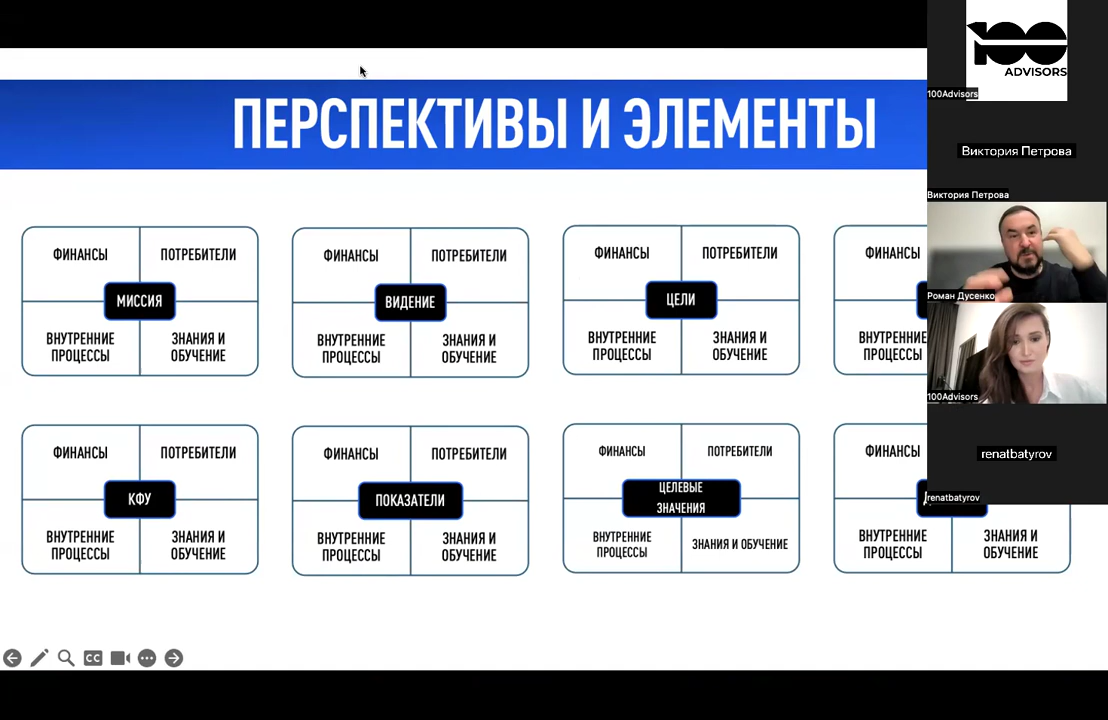 ПЕРСПЕКТИВЫ И ЭЛЕМЕНТЫ
ФИНАНСЫ
ПОТРЕБИТЕЛИ
МИССИЯ
ВНУТРЕННИЕ
ПРОЦЕССЫ
ЗНАНИЯ И
ОБУЧЕНИЕ
ФИНАНСЫ
ПОТРЕБИТЕЛИ
ВИДЕНИЕ
ВНУТРЕННИЕ
ПРОЦЕССЫ
ЗНАНИЯ И
ОБУЧЕНИЕ
ФИНАНСЫ
ПОТРЕБИТЕЛИ
ЦЕЛИ
ВНУТРЕННИЕ
ПРОЦЕССЫ
ЗНАНИЯ И
ОБУЧЕНИЕ
ФИНАНСЫ
ВНУТРЕННИЕ
ПРОЦЕССЫ
КФУ
ФИНАНСЫ
ПОТРЕБИТЕЛИ
ВНУТРЕННИЕ
ПРОЦЕССЫ
ЗНАНИЯ И
ОБУЧЕНИЕ
ФИНАНСЫ
ПОТРЕБИТЕЛИ
ПОКАЗАТЕЛИ
ВНУТРЕННИЕ
ПРОЦЕССЫ
ЗНАНИЯ И
ОБУЧЕНИЕ
ФИНАНСЫ
ПОТРЕБИТЕЛИ
ЦЕЛЕВЫЕ
ЗНАЧЕНИЯ
ВНУТРЕННИЕ
ПРОЦЕССЫ
ЗНАНИЯ И ОБУЧЕНИЕ
ФИНАНСЫ
ВНУТРЕННИЕ
ПРОЦЕССЫ
ЗНАНИЯ И
ОБУЧЕНИЕ
CC
100
ADVISORS
100Advisors
Виктория Петрова
Виктория Петрова
Роман Дусенко
100Advisors
renatbatyrov
renatbatyrov